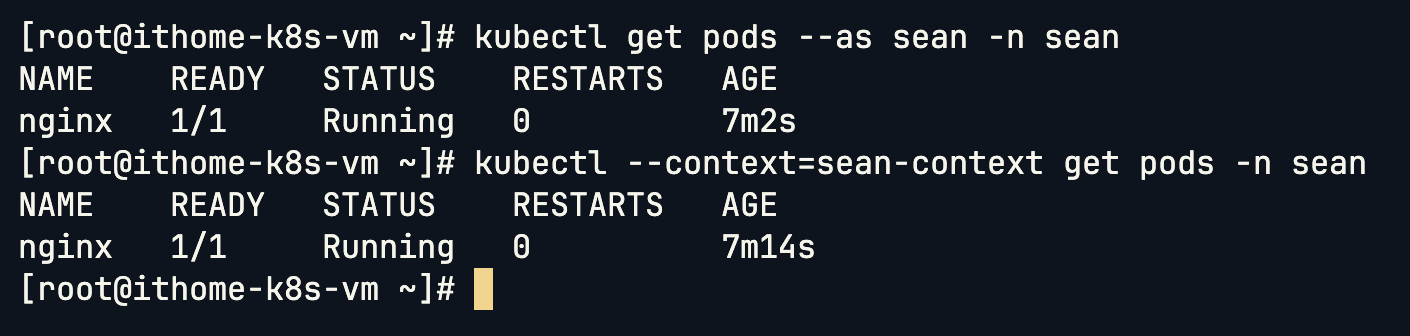 [root@ithome-k8s-vm ~]# kubectl get pods --as sean -n sean
NAME    READY   STATUS    RESTARTS   AGE
nginx   1/1     Running   0          7m2s
[root@ithome-k8s-vm ~]# kubectl --context=sean-context get pods -n sean
NAME    READY   STATUS    RESTARTS   AGE
nginx   1/1     Running   0          7m14s
[root@ithome-k8s-vm ~]#